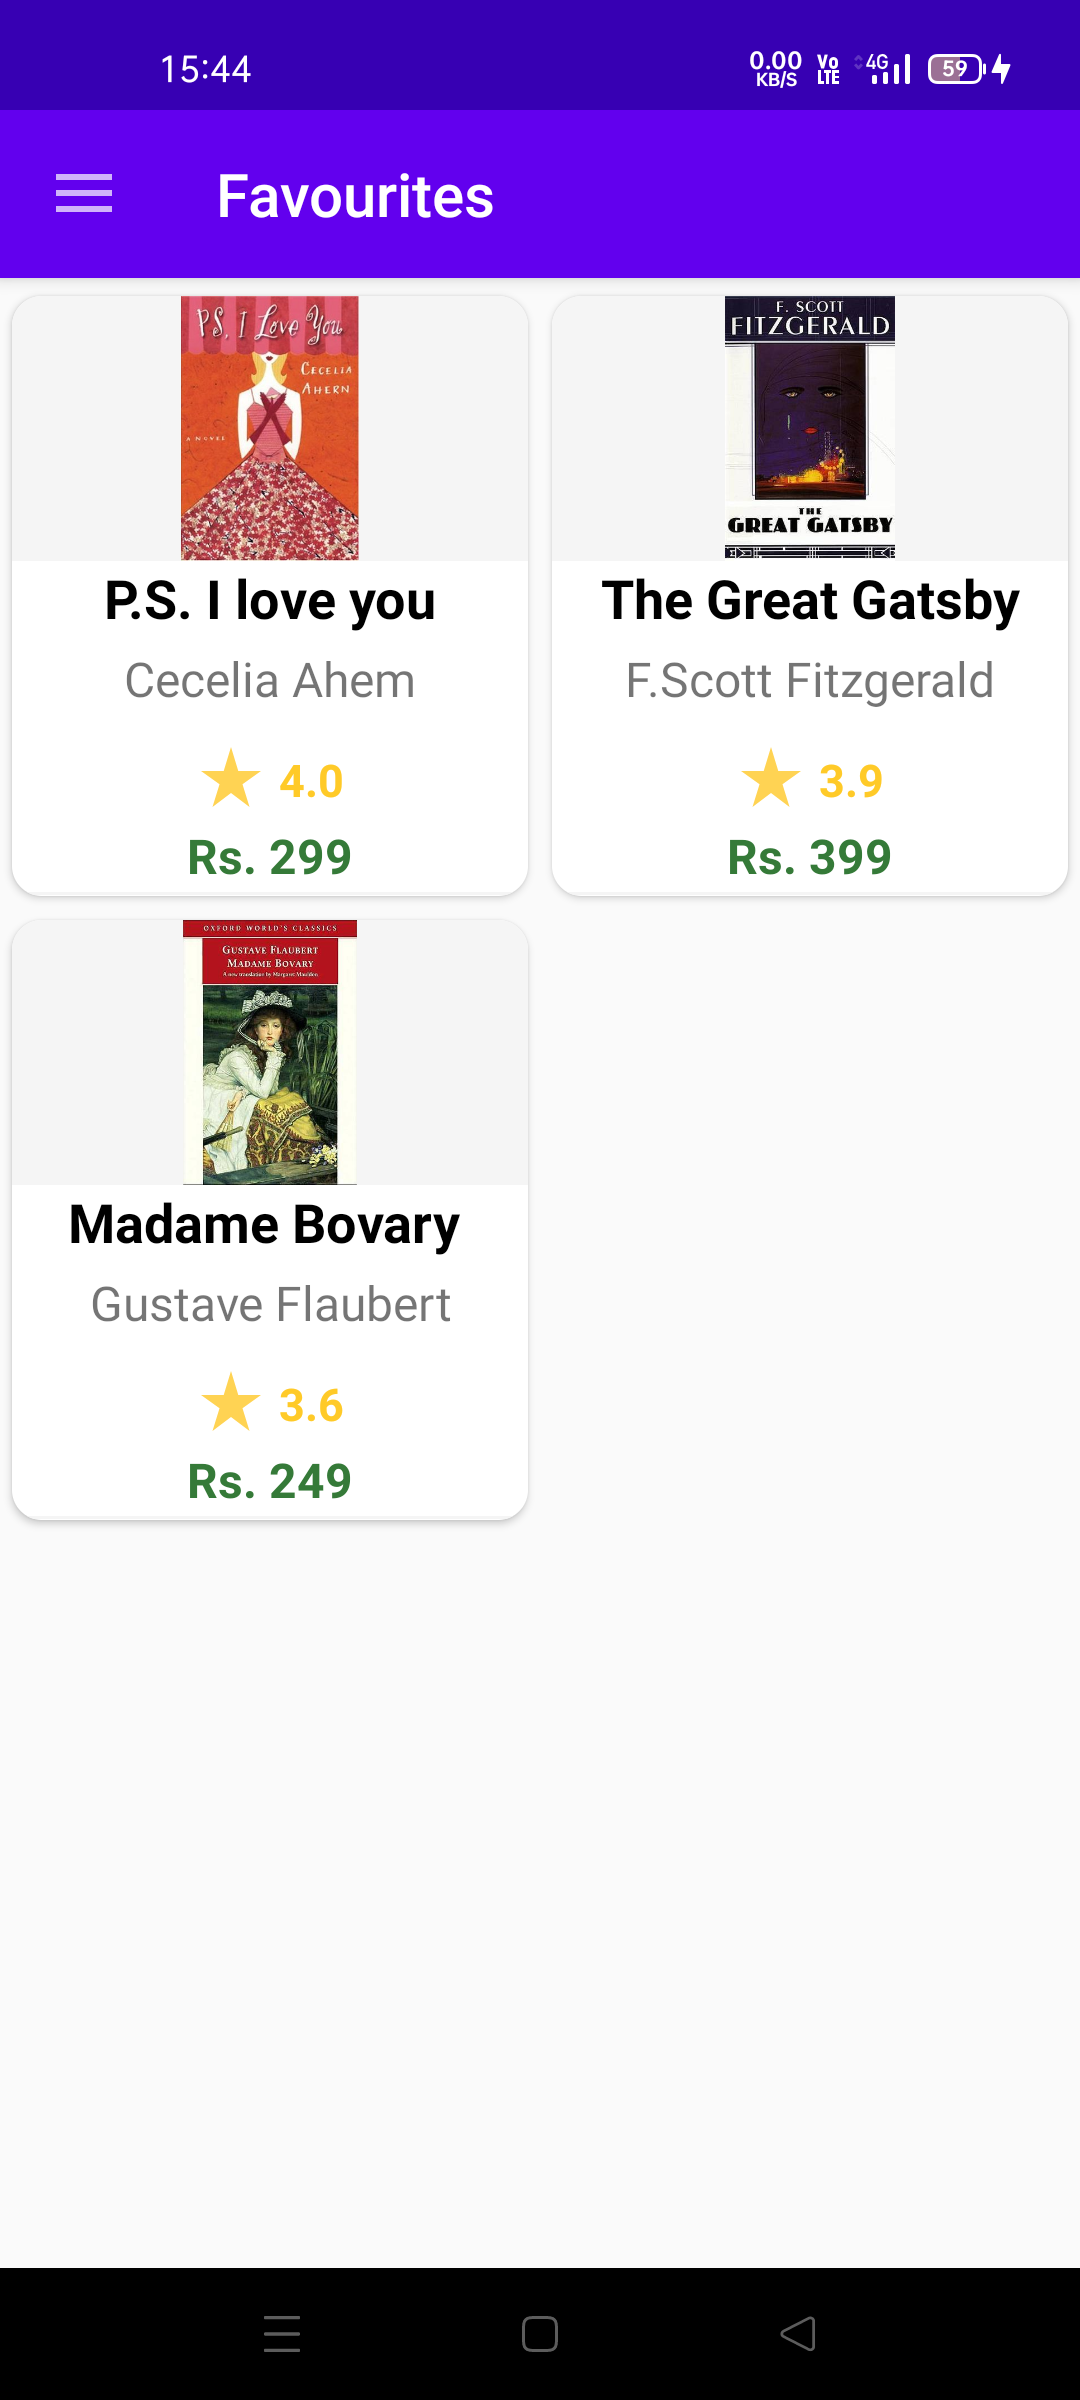 15:44
0.00
KB/S
Vo
LTE
4G
59
Favourites
P.S. I Love You
CECELIA
AHERN
A NOVEL
P.S. I love you
Cecelia Ahem
4.0
Rs. 299
F. SCOTT
FITZGERALD
THE
GREAT GATSBY
The Great Gatsby
F.Scott Fitzgerald
3.9
Rs. 399
OXFORD WORLD'S CLASSICS
GUSTAVE FLAUBERT
MADAME BOVARY
A new translation by Margaret Mauldon
Madame Bovary
Gustave Flaubert
3.6
Rs. 249